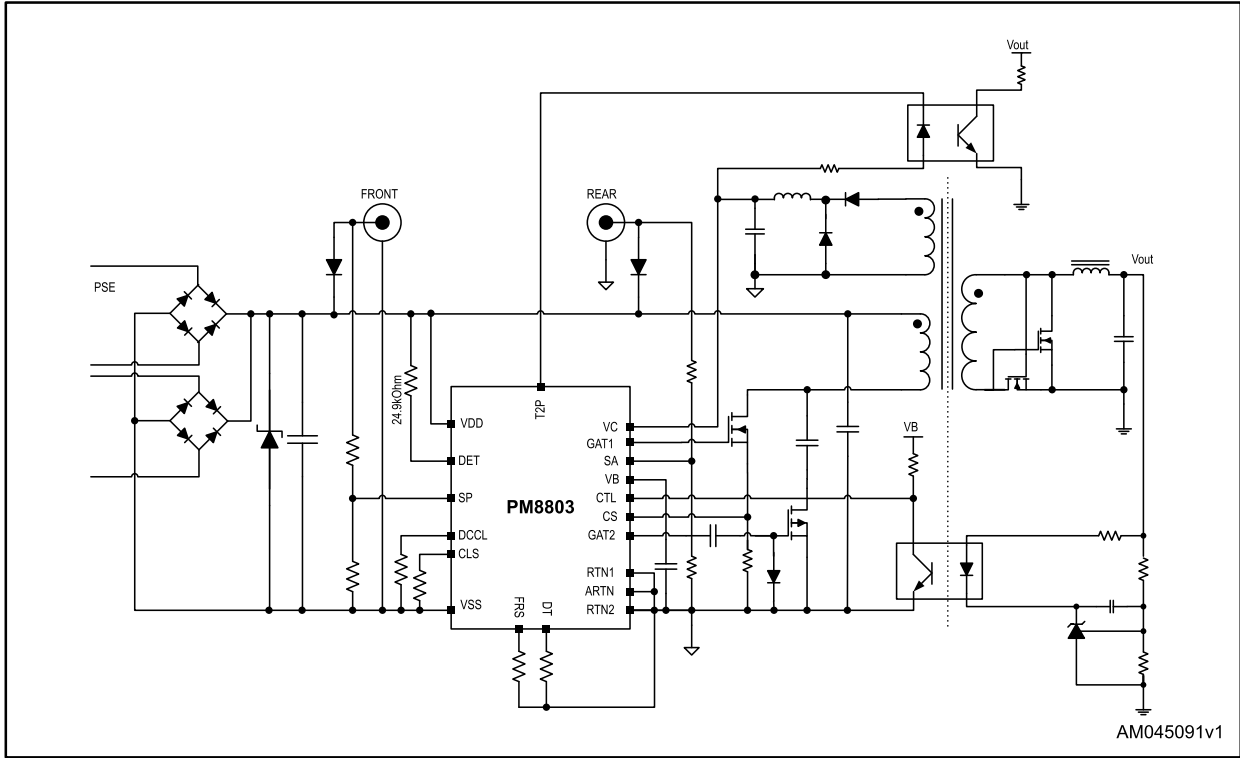 Vout
FRONT
REAR
PSE
Vout
24.9kOhm
T2P
VDD
VC
GAT1
DET
SA
VB
VB
SP
PM8803
CTL
CS
DCCL
GAT2
CLS
RTN1
ARTN
VSS
FRS
DT
RTN2
AM045091v1